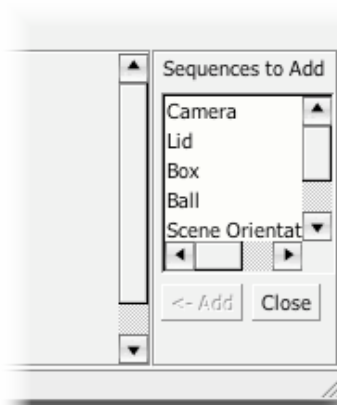 Sequences to Add
Camera
Lid
Box
Ball
Scene Orientat
<- Add
Close